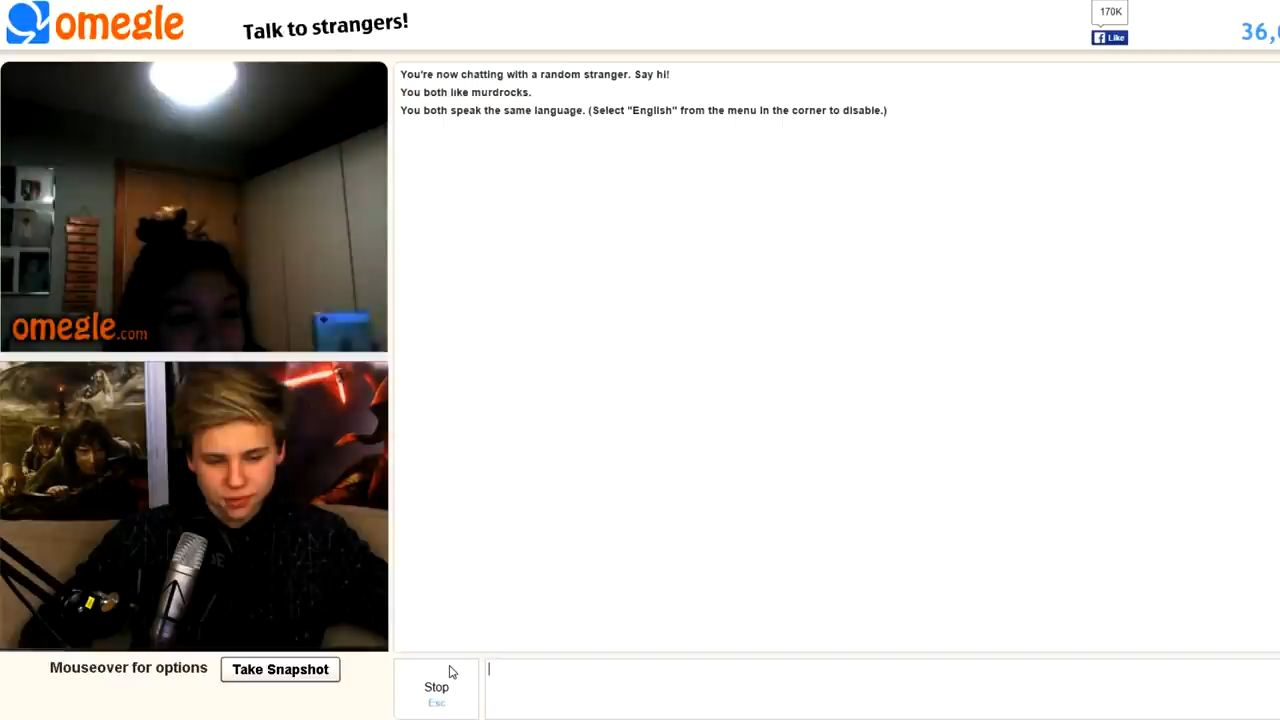 omegle
Talk to strangers!
170K
Like
36,
You're now chatting with a random stranger. Say hi!
You both like murdrocks.
You both speak the same language. (Select "English" from the menu in the corner to disable.)
omegle.com
Mouseover for options
Take Snapshot
Stop
Esc